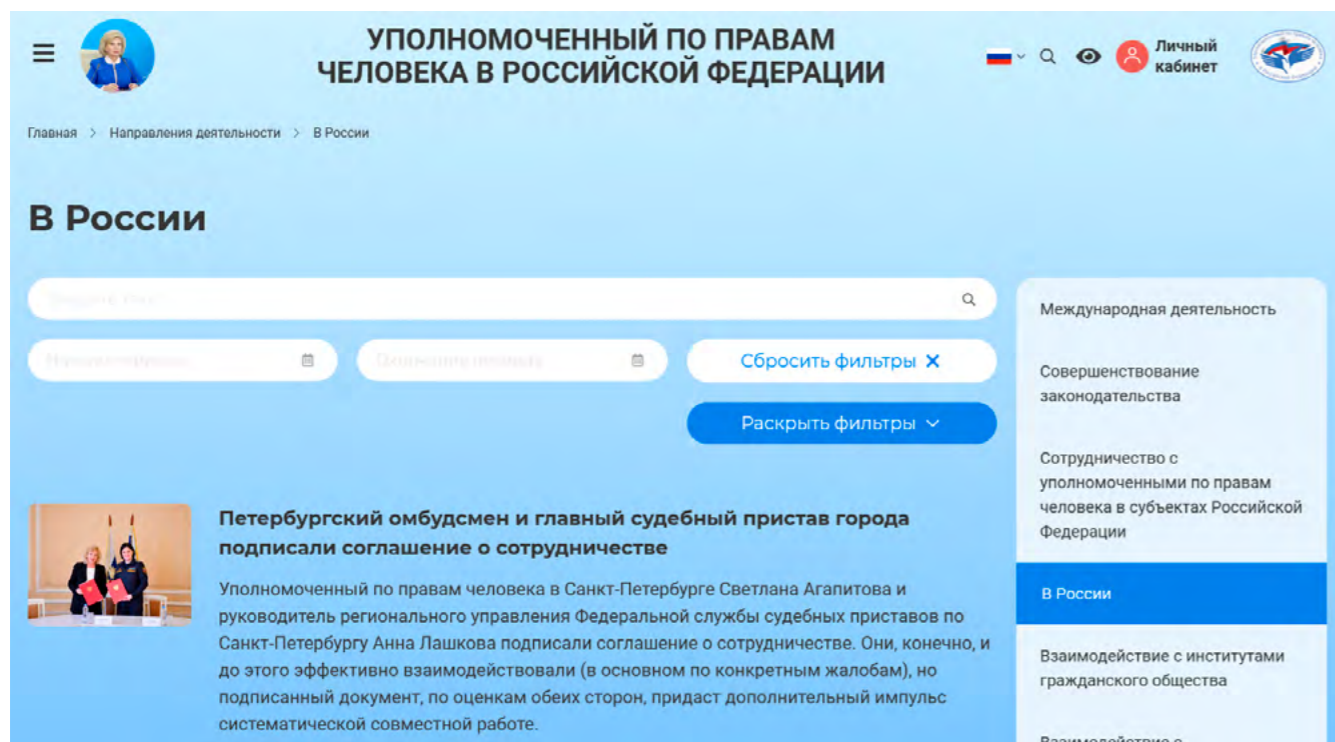 УПОЛНОМОЧЕННЫЙ ПО ПРАВАМ
ЧЕЛОВЕКА В РОССИЙСКОЙ ФЕДЕРАЦИИ
Личный
кабинет
Главная > Направления деятельности > В России
В России
Сбросить фильтры
Раскрыть фильтры
Петербургский омбудсмен и главный судебный пристав города
подписали соглашение о сотрудничестве
Уполномоченный по правам человека в Санкт-Петербурге Светлана Агапитова и
руководитель регионального управления Федеральной службы судебных приставов по
Санкт-Петербургу Анна Лашкова подписали соглашение о сотрудничестве. Они, конечно, и
до этого эффективно взаимодействовали (в основном по конкретным жалобам), но
подписанный документ, по оценкам обеих сторон, придаст дополнительный импульс
систематической совместной работе.
Международная деятельность
Совершенствование
законодательства
Сотрудничество с
уполномоченными по правам
человека в субъектах Российской
Федерации
В России
Взаимодействие с институтами
гражданского общества